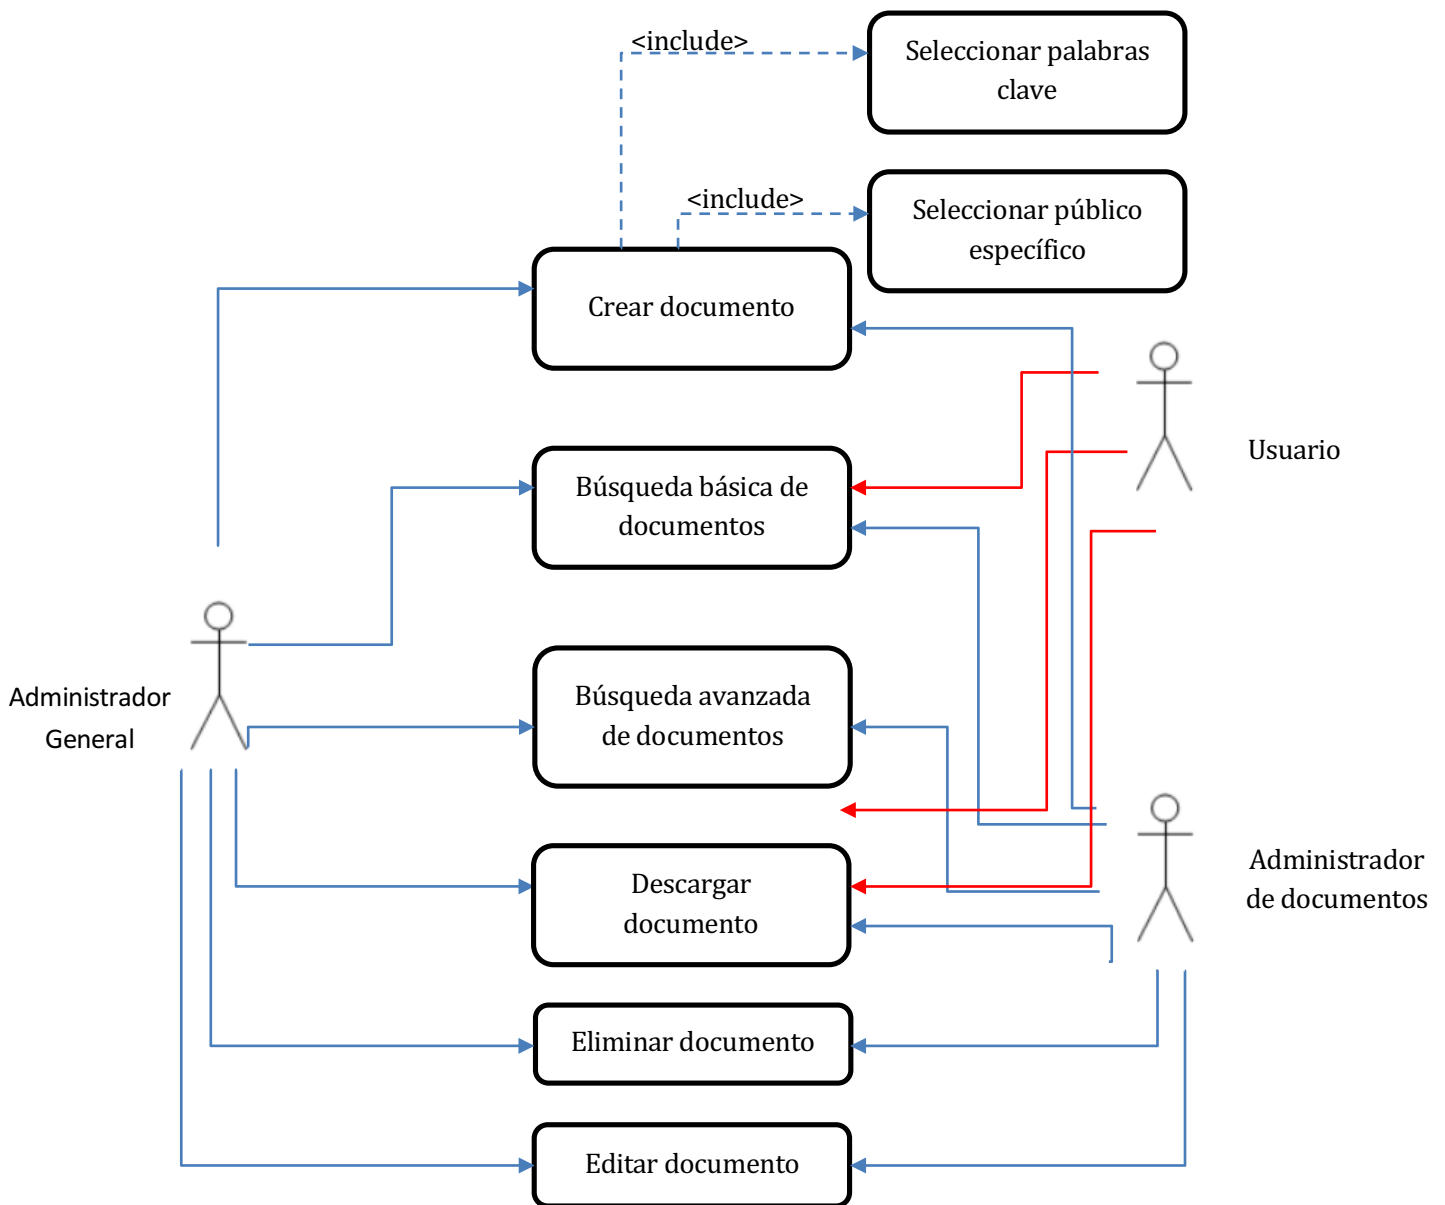 <include>
Seleccionar palabras
clave
<include>
Seleccionar público
específico
Crear documento
Usuario
Búsqueda básica de
documentos
Administrador
General
Búsqueda avanzada
de documentos
Descargar
documento
Administrador
de documentos
Eliminar documento
Editar documento